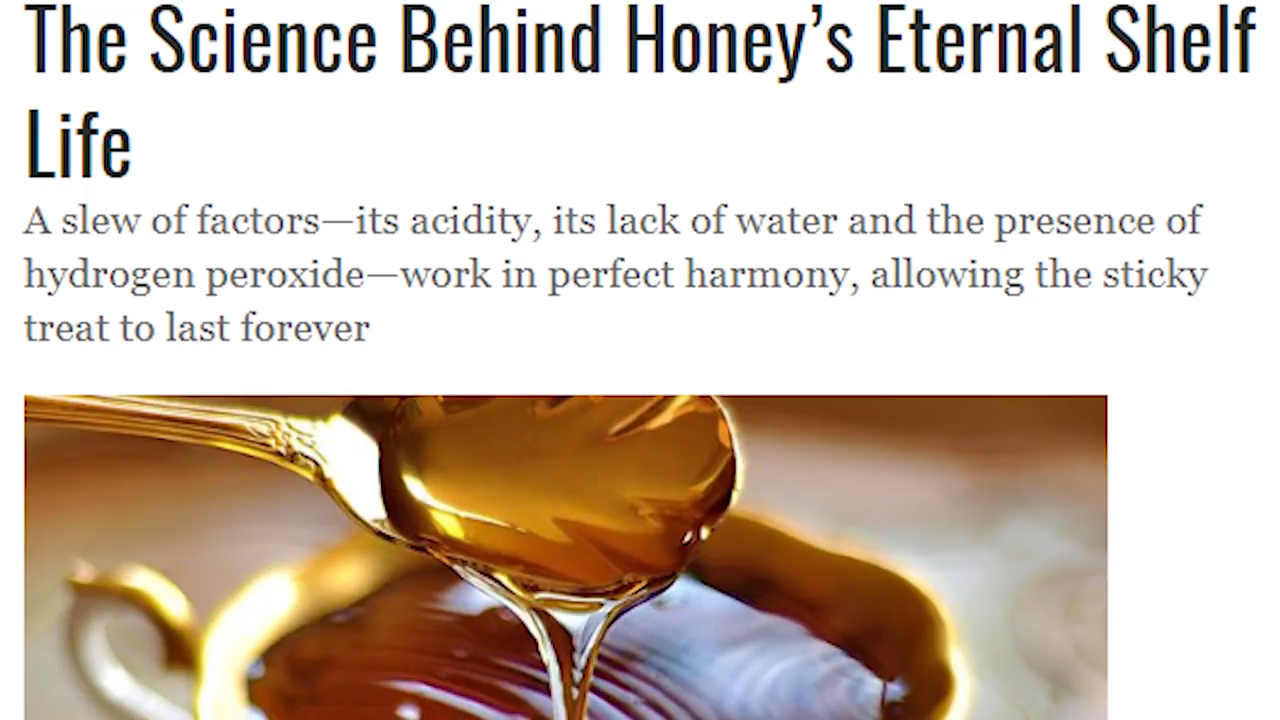 The Science Behind Honey’s Eternal Shelf
Life
A slew of factors—its acidity, its lack of water and the presence of
hydrogen peroxide—work in perfect harmony, allowing the sticky
treat to last forever